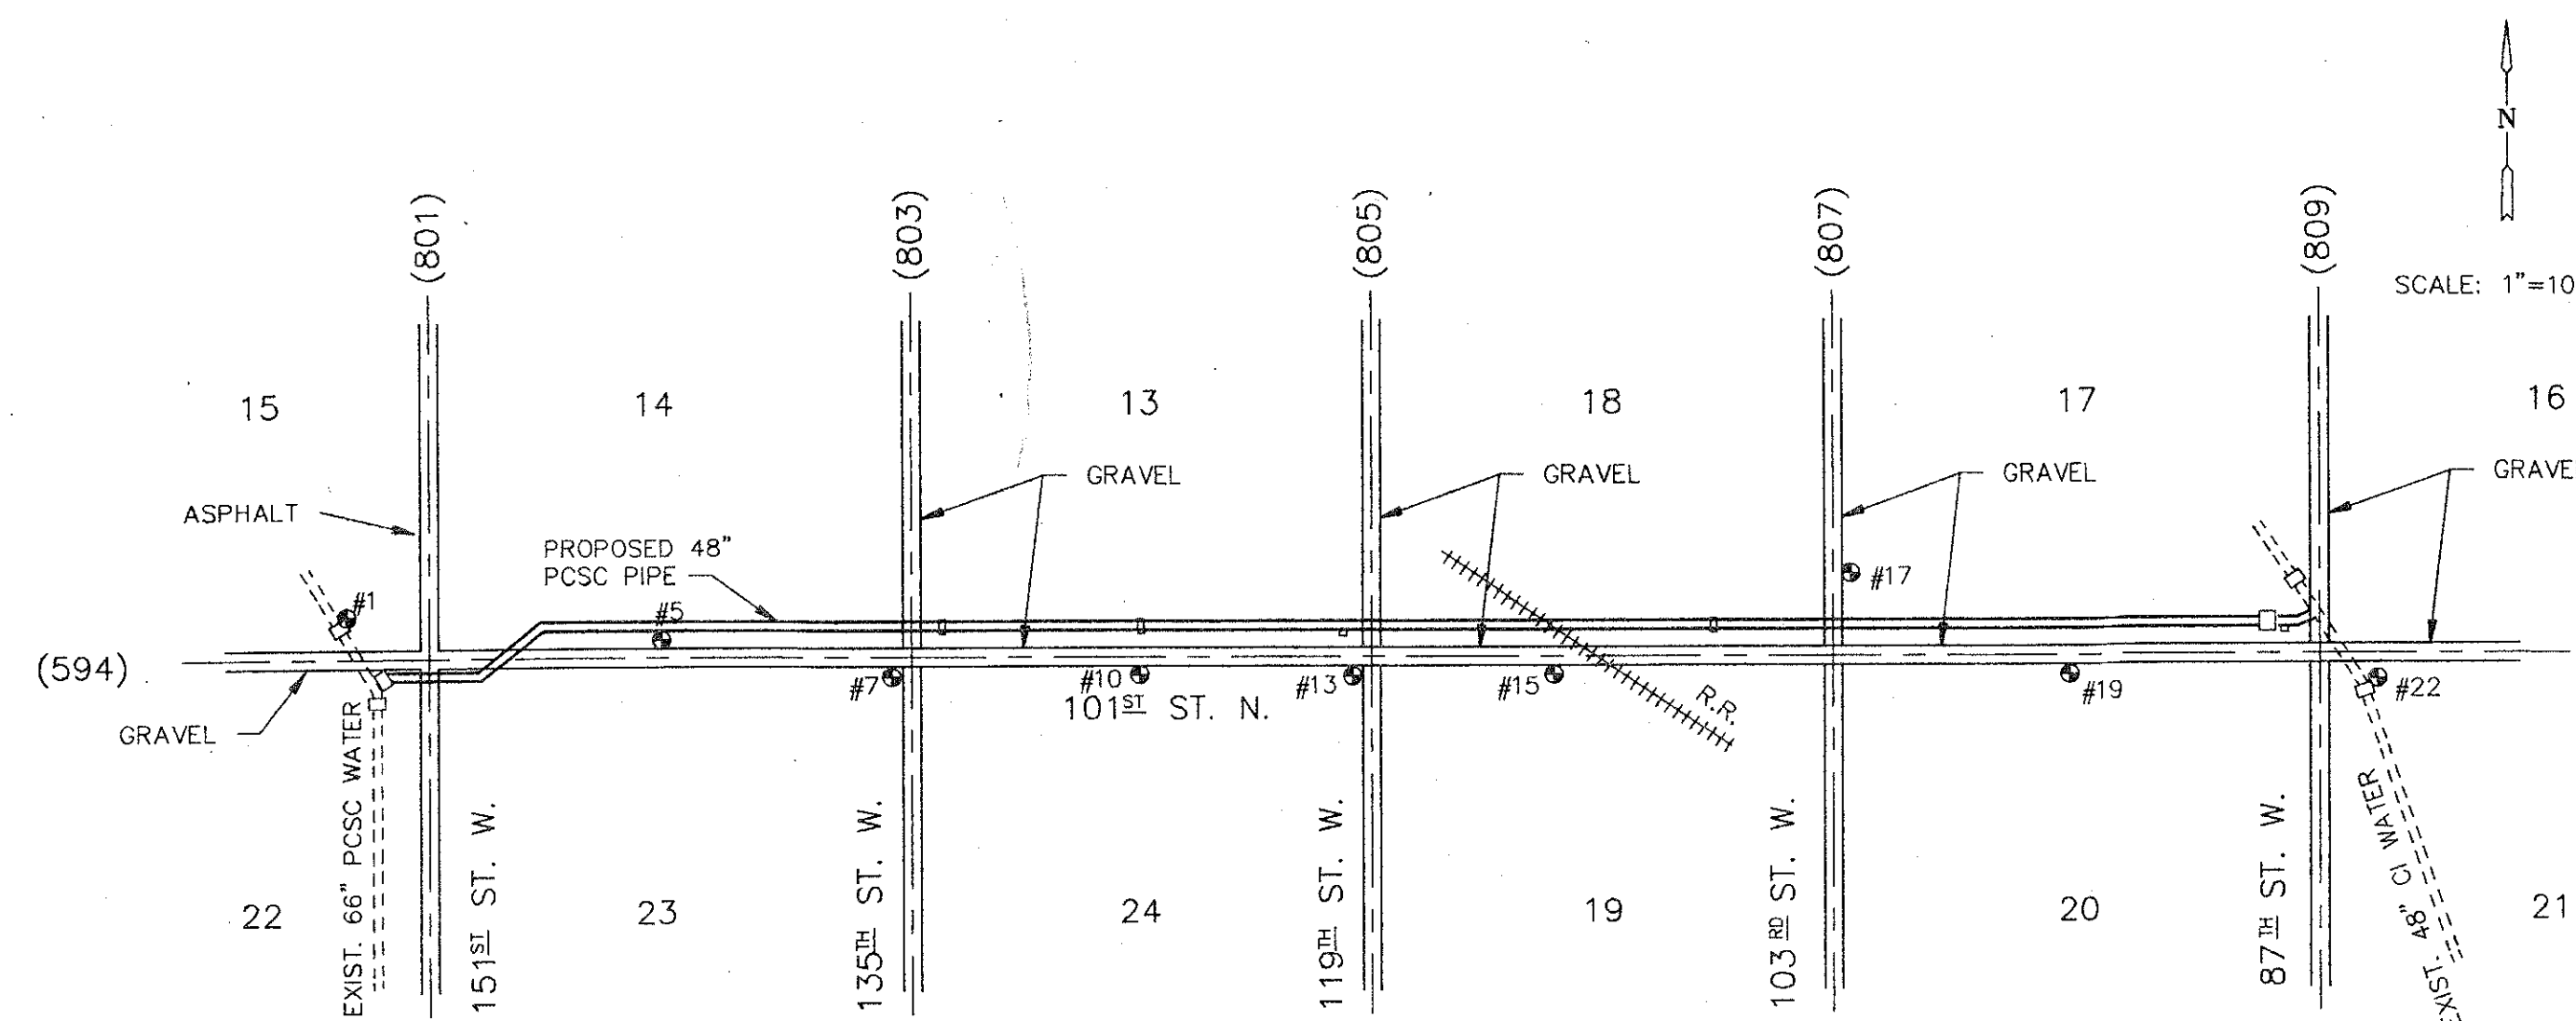 N
SCALE: 1"=10
(801)
(803)
(805)
(807)
(809)
15
14
13
18
17
16
GRAVEL
GRAVEL
GRAVEL
GRAVE
ASPHALT
PROPOSED 48"
PCSC PIPE
#1
#5
#17
(594)
#7
#10
#13
#15
#19
#22
101ST ST. N.
R.R.
GRAVEL
EXIST. 66" PCSC WATER
151ST ST. W.
135TH ST. W.
119TH ST. W.
103RD ST. W.
87TH ST. W.
EXIST. 48" CI WATER
22
23
24
19
20
21